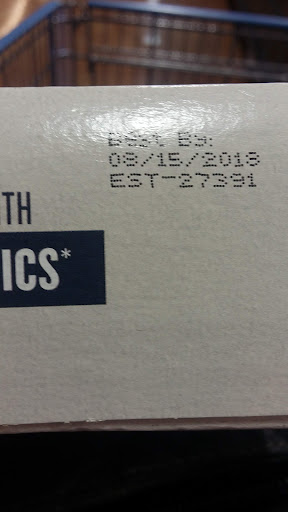 Best By:
08/15/2018
EST-27391
TH
ICS*